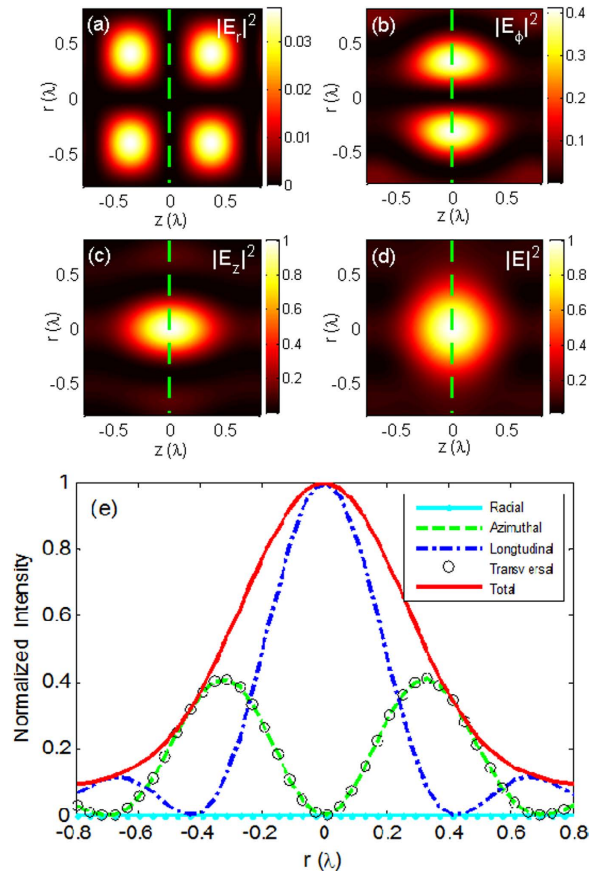 (a) |E_r|^2
0.8
0.5
0
-0.5
r (λ)
-0.5 0 0.5
z (λ)
0.03
0.02
0.01
0
(b) |E_ϕ|^2
0.5
0
-0.5
r (λ)
-0.5 0 0.5
z (λ)
0.4
0.3
0.2
0.1
(c) |E_z|^2
0.5
0
-0.5
r (λ)
-0.5 0 0.5
z (λ)
1
0.8
0.6
0.4
0.2
(d) |E|^2
0.5
0
-0.5
r (λ)
-0.5 0 0.5
z (λ)
1
0.8
0.6
0.4
0.2
(e)
Radial
Azimuthal
Longtudinal
Transversal
Total
Normalized Intensity
1
0.8
0.6
0.4
0.2
0
-0.8 -0.6 -0.4 -0.2 0 0.2 0.4 0.6 0.8
r (λ)